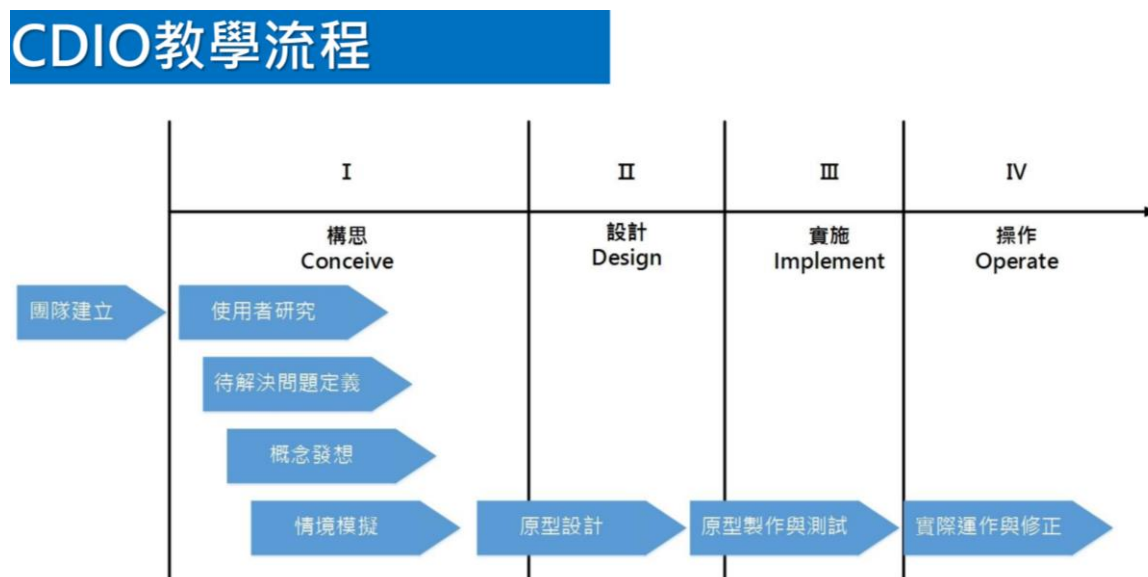 CDIO教學流程
I
II
III
IV
構思
Conceive
設計
Design
實施
Implement
操作
Operate
團隊建立
使用者研究
待解決問題定義
概念發想
情境模擬
原型設計
原型製作與測試
實際運作與修正